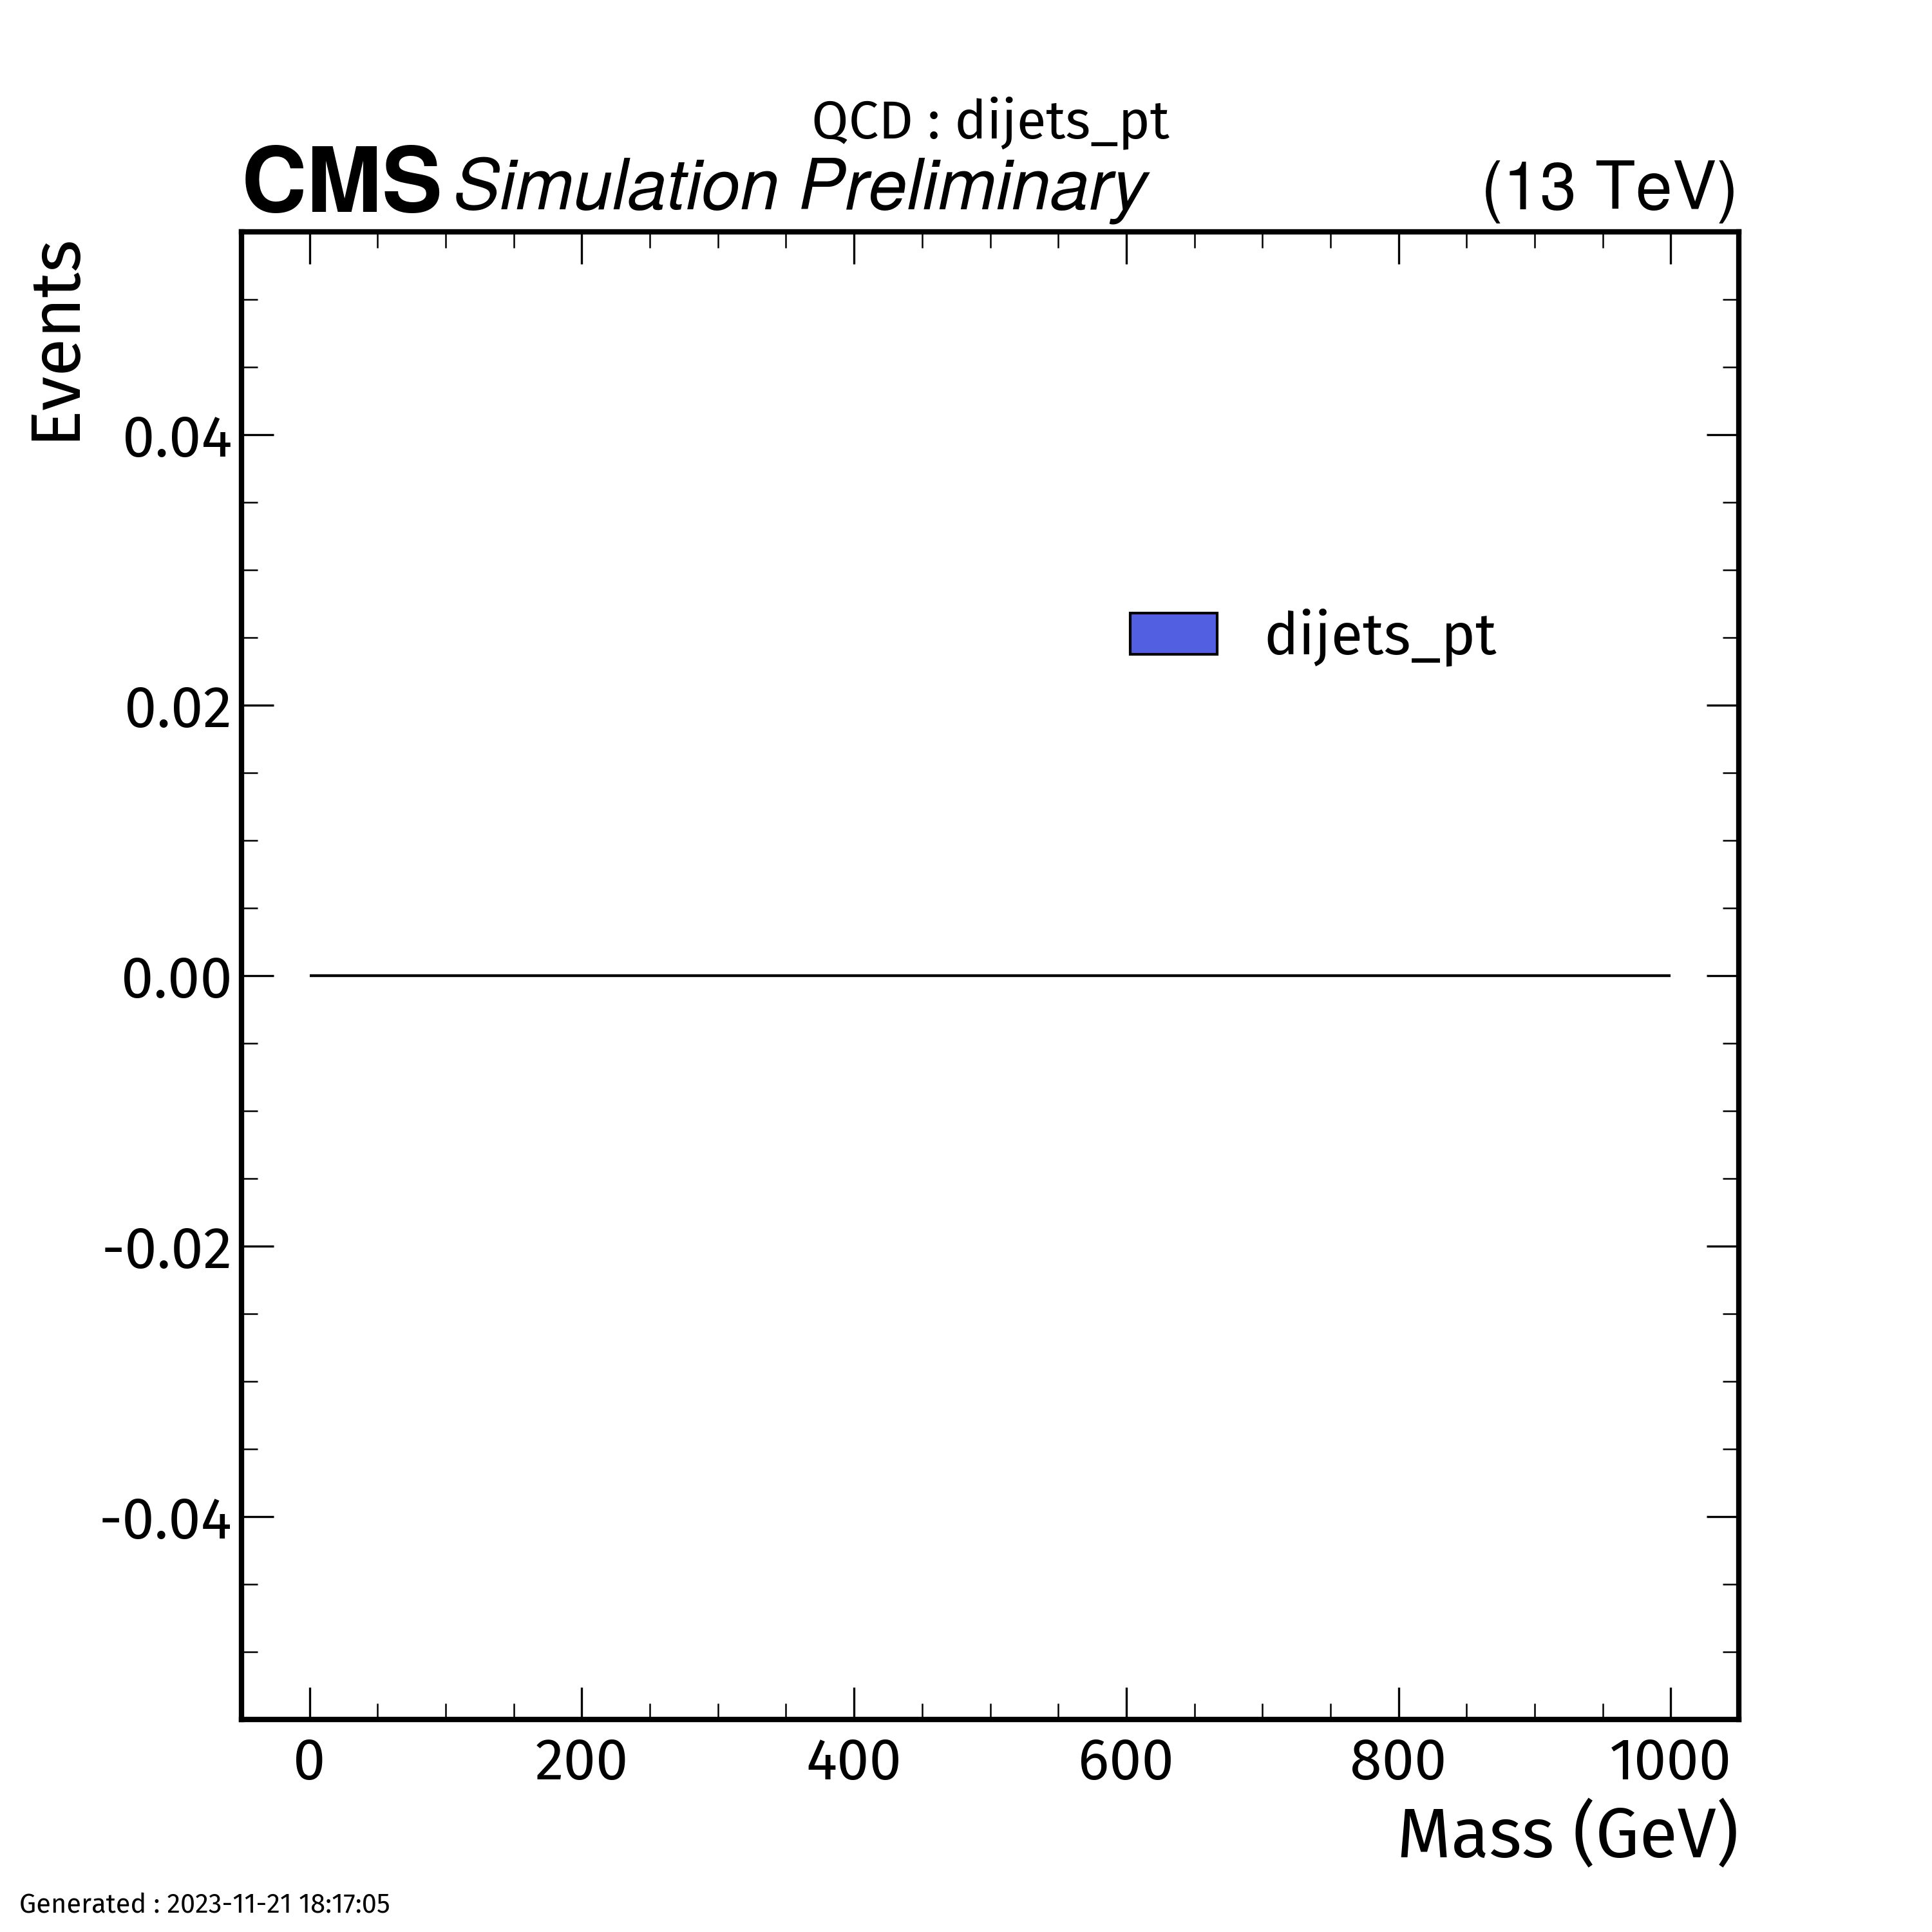 QCD : dijets_pt
CMS Simulation Preliminary (13 TeV)
Events
0.04
0.02
0.00
-0.02
-0.04
dijets_pt
0 200 400 600 800 1000
Mass (GeV)
Generated : 2023-11-21 18:17:05